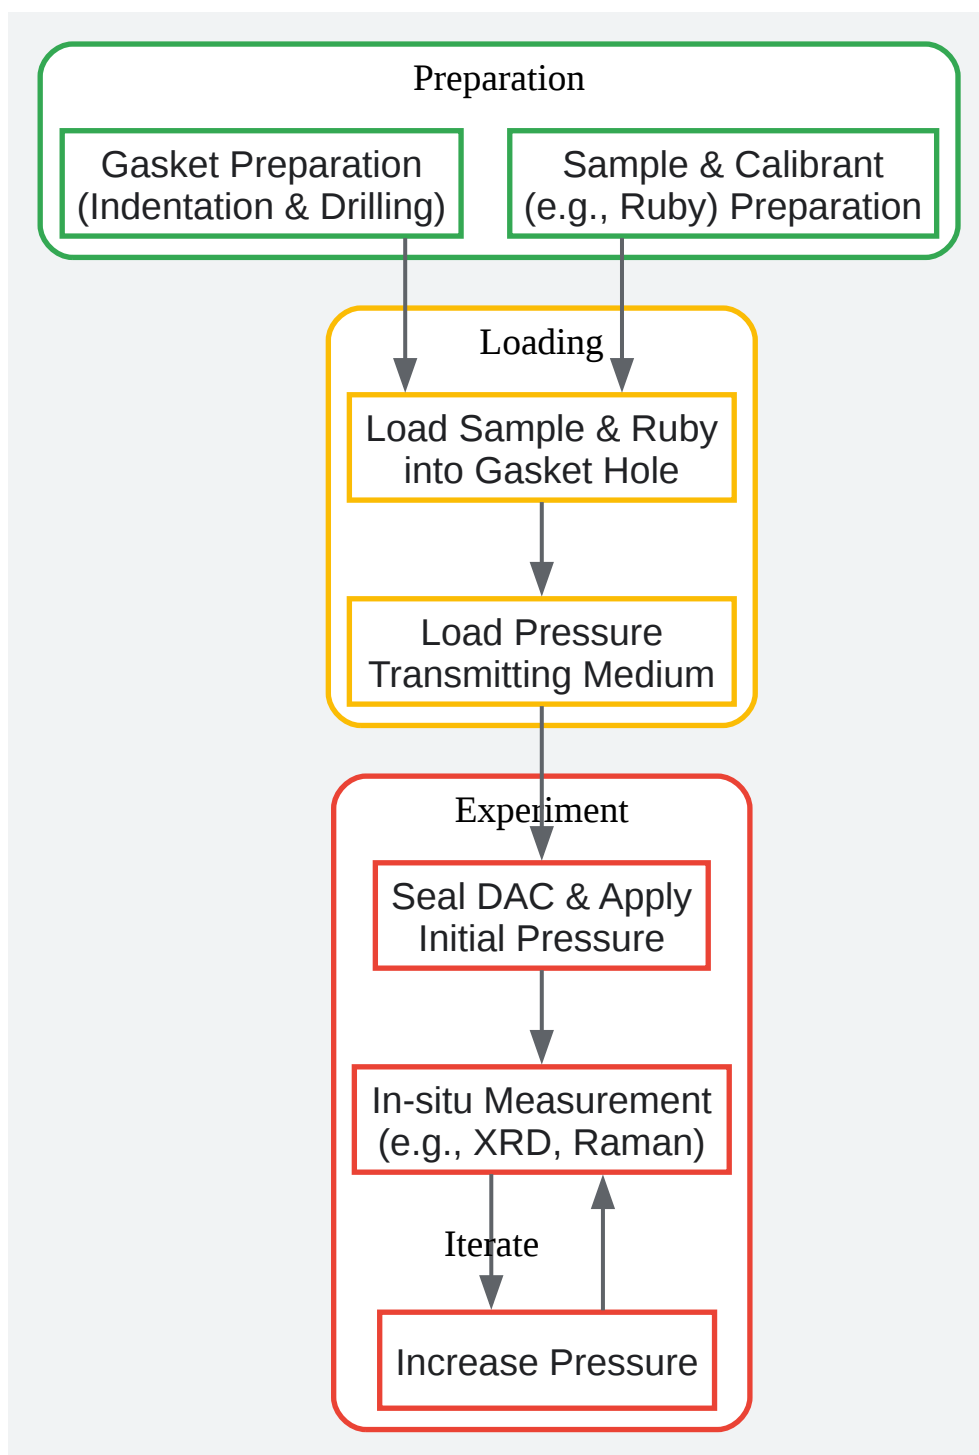 Preparation
Gasket Preparation
(Indentation & Drilling)
Sample & Calibrant
(e.g., Ruby) Preparation
Loading
Load Sample & Ruby
into Gasket Hole
Load Pressure
Transmitting Medium
Experiment
Seal DAC & Apply
Initial Pressure
In-situ Measurement
(e.g., XRD, Raman)
Iterate
Increase Pressure